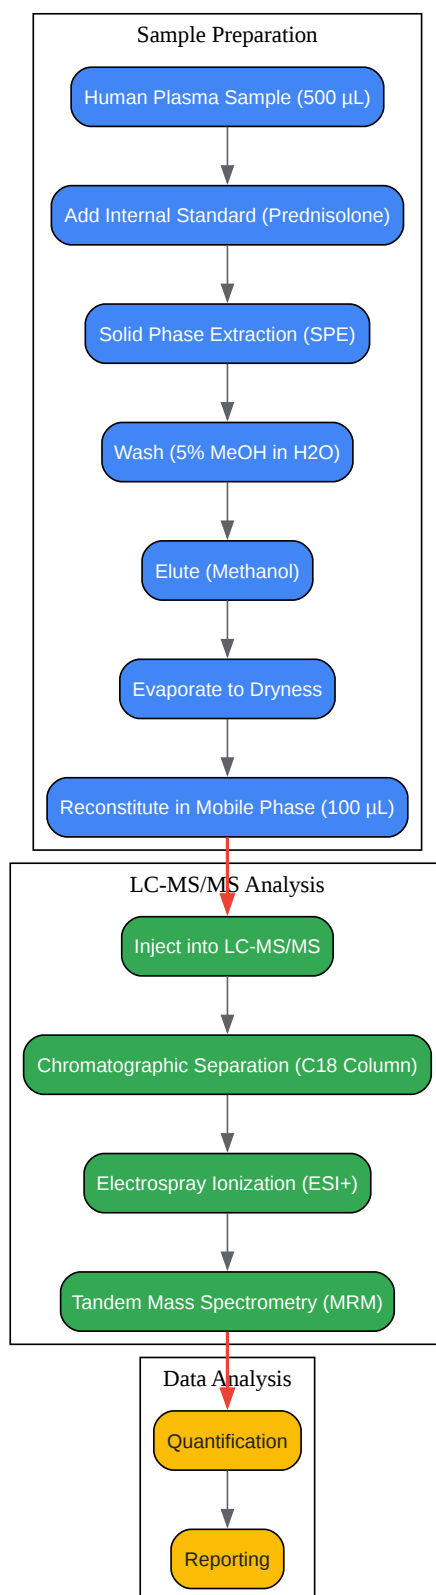 Sample Preparation
Human Plasma Sample (500 µL)
Add Internal Standard (Prednisolone)
Solid Phase Extraction (SPE)
Wash (5% MeOH in H2O)
Elute (Methanol)
Evaporate to Dryness
Reconstitute in Mobile Phase (100 µL)
LC-MS/MS Analysis
Inject into LC-MS/MS
Chromatographic Separation (C18 Column)
Electrospray Ionization (ESI+)
Tandem Mass Spectrometry (MRM)
Data Analysis
Quantification
Reporting